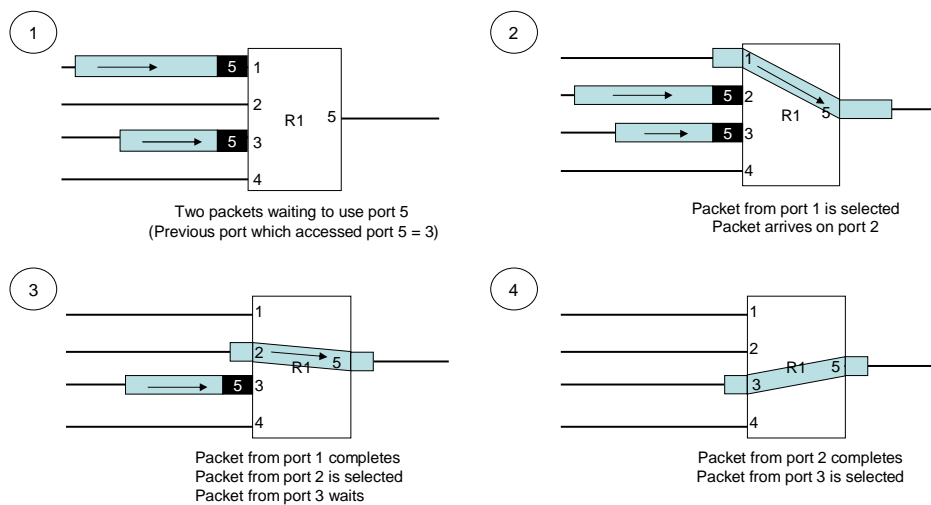 1
5
1
2
R1
5
5
3
4
Two packets waiting to use port 5
(Previous port which accessed port 5 = 3)
2
1
5
2
R1
5
5
3
4
Packet from port 1 is selected
Packet arrives on port 2
3
1
2
R1
5
5
3
4
Packet from port 1 completes
Packet from port 2 is selected
Packet from port 3 waits
4
1
2
R1
5
3
4
Packet from port 2 completes
Packet from port 3 is selected